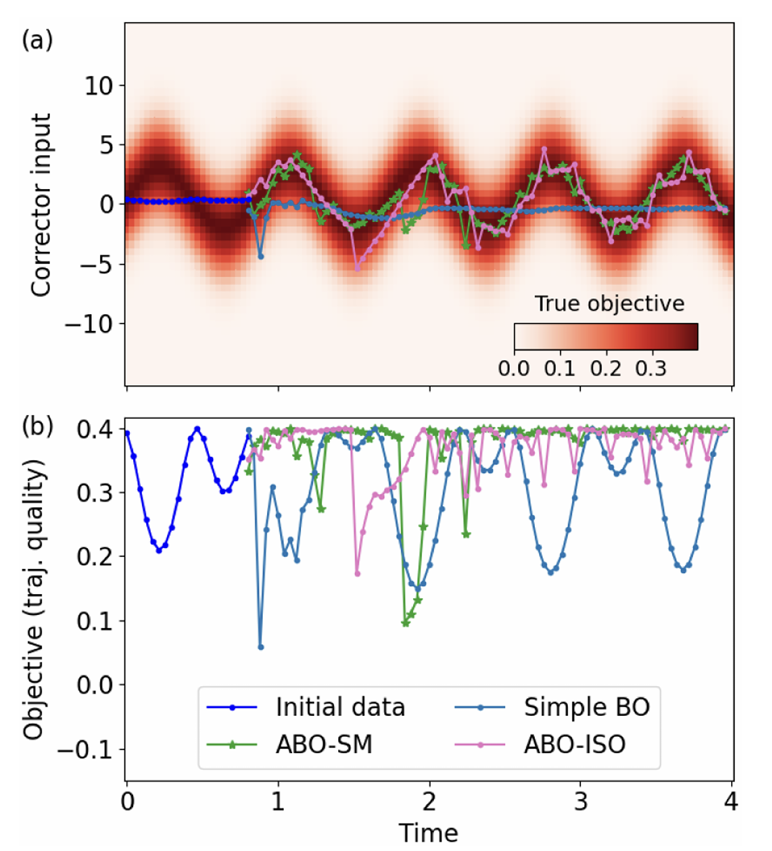 (a)
Corrector input
10
5
0
−5
−10
True objective
0.0 0.1 0.2 0.3
(b)
Objective (traj. quality)
0.4
0.3
0.2
0.1
0.0
−0.1
Initial data Simple BO
ABO-SM ABO-ISO
0 1 2 3 4
Time